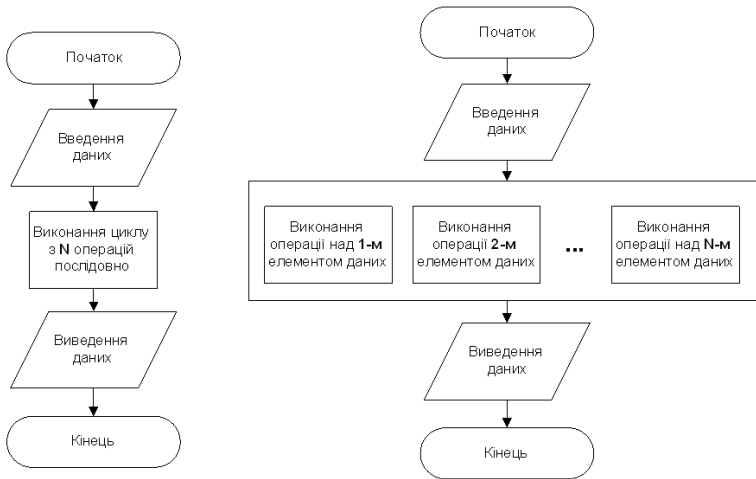 Початок
Введення
даних
Виконання циклу
з N операцій
послідовно
Виведення
даних
Кінець
Початок
Введення
даних
Виконання
операції над 1-м
елементом даних
Виконання
операції 2-м
елементом даних
...
Виконання
операції над N-м
елементом даних
Виведення
даних
Кінець